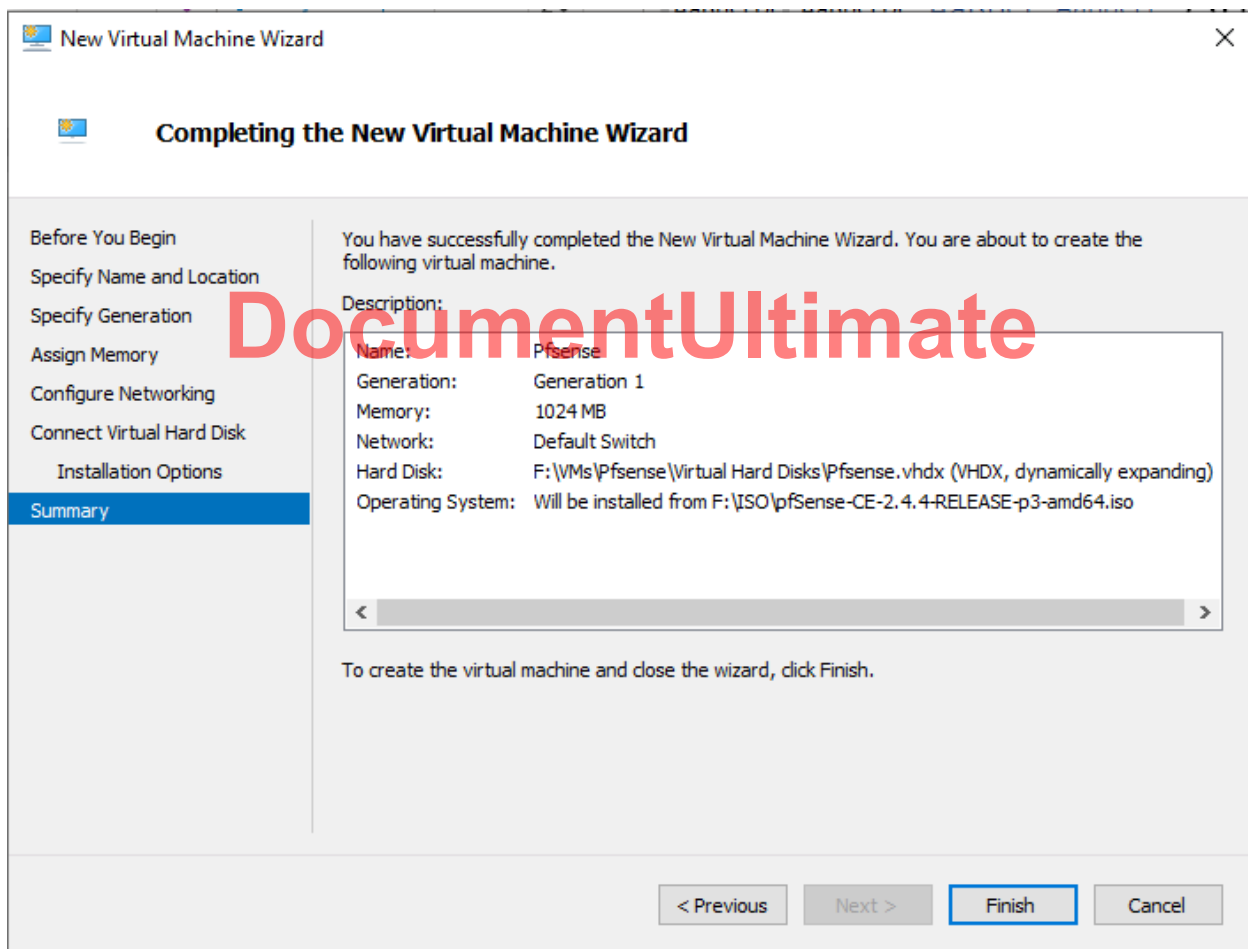 New Virtual Machine Wizard
Completing the New Virtual Machine Wizard
Before You Begin
Specify Name and Location
Specify Generation
Assign Memory
Configure Networking
Connect Virtual Hard Disk
Installation Options
Summary
You have successfully completed the New Virtual Machine Wizard. You are about to create the
following virtual machine.
Description:
DocumentUltimate
Name: Pfsense
Generation: Generation 1
Memory: 1024 MB
Network: Default Switch
Hard Disk: F:\VMs\Pfsense\Virtual Hard Disks\Pfsense.vhdx (VHDX, dynamically expanding)
Operating System: Will be installed from F:\ISO\pfSense-CE-2.4.4-RELEASE-p3-amd64.iso
To create the virtual machine and close the wizard, click Finish.
< Previous Next > Finish Cancel